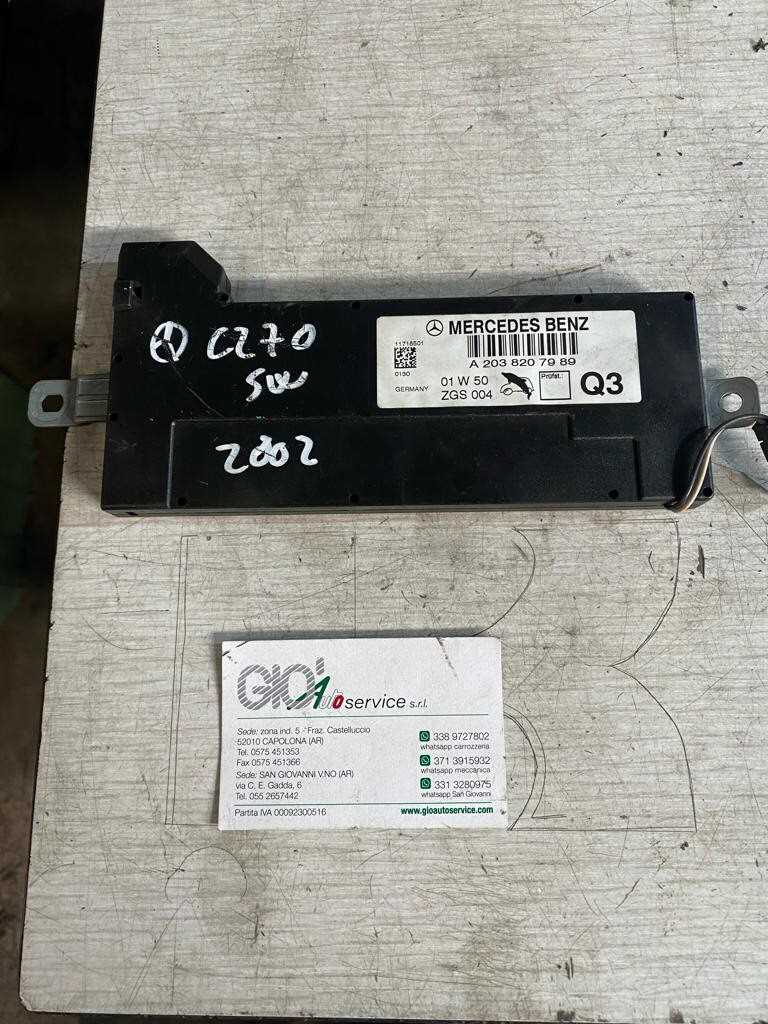 MERCEDES BENZ
11716501
A 203 820 79 89
0190
GERMANY
01 W 50
ZGS 004
Prüfst.:
Q3
C270
SW
2002
GIO' Autoservice s.r.l.
Sede: zona ind. 5 - Fraz. Castelluccio
52010 CAPOLONA (AR)
Tel. 0575 451353
Fax 0575 451366
Sede: SAN GIOVANNI V.NO (AR)
via C. E. Gadda, 6
Tel. 055 2657442
Partita IVA 00092300516
338 9727802
whatsapp carrozzeria
371 3915932
whatsapp meccanica
331 3280975
whatsapp San Giovanni
www.gioautoservice.com